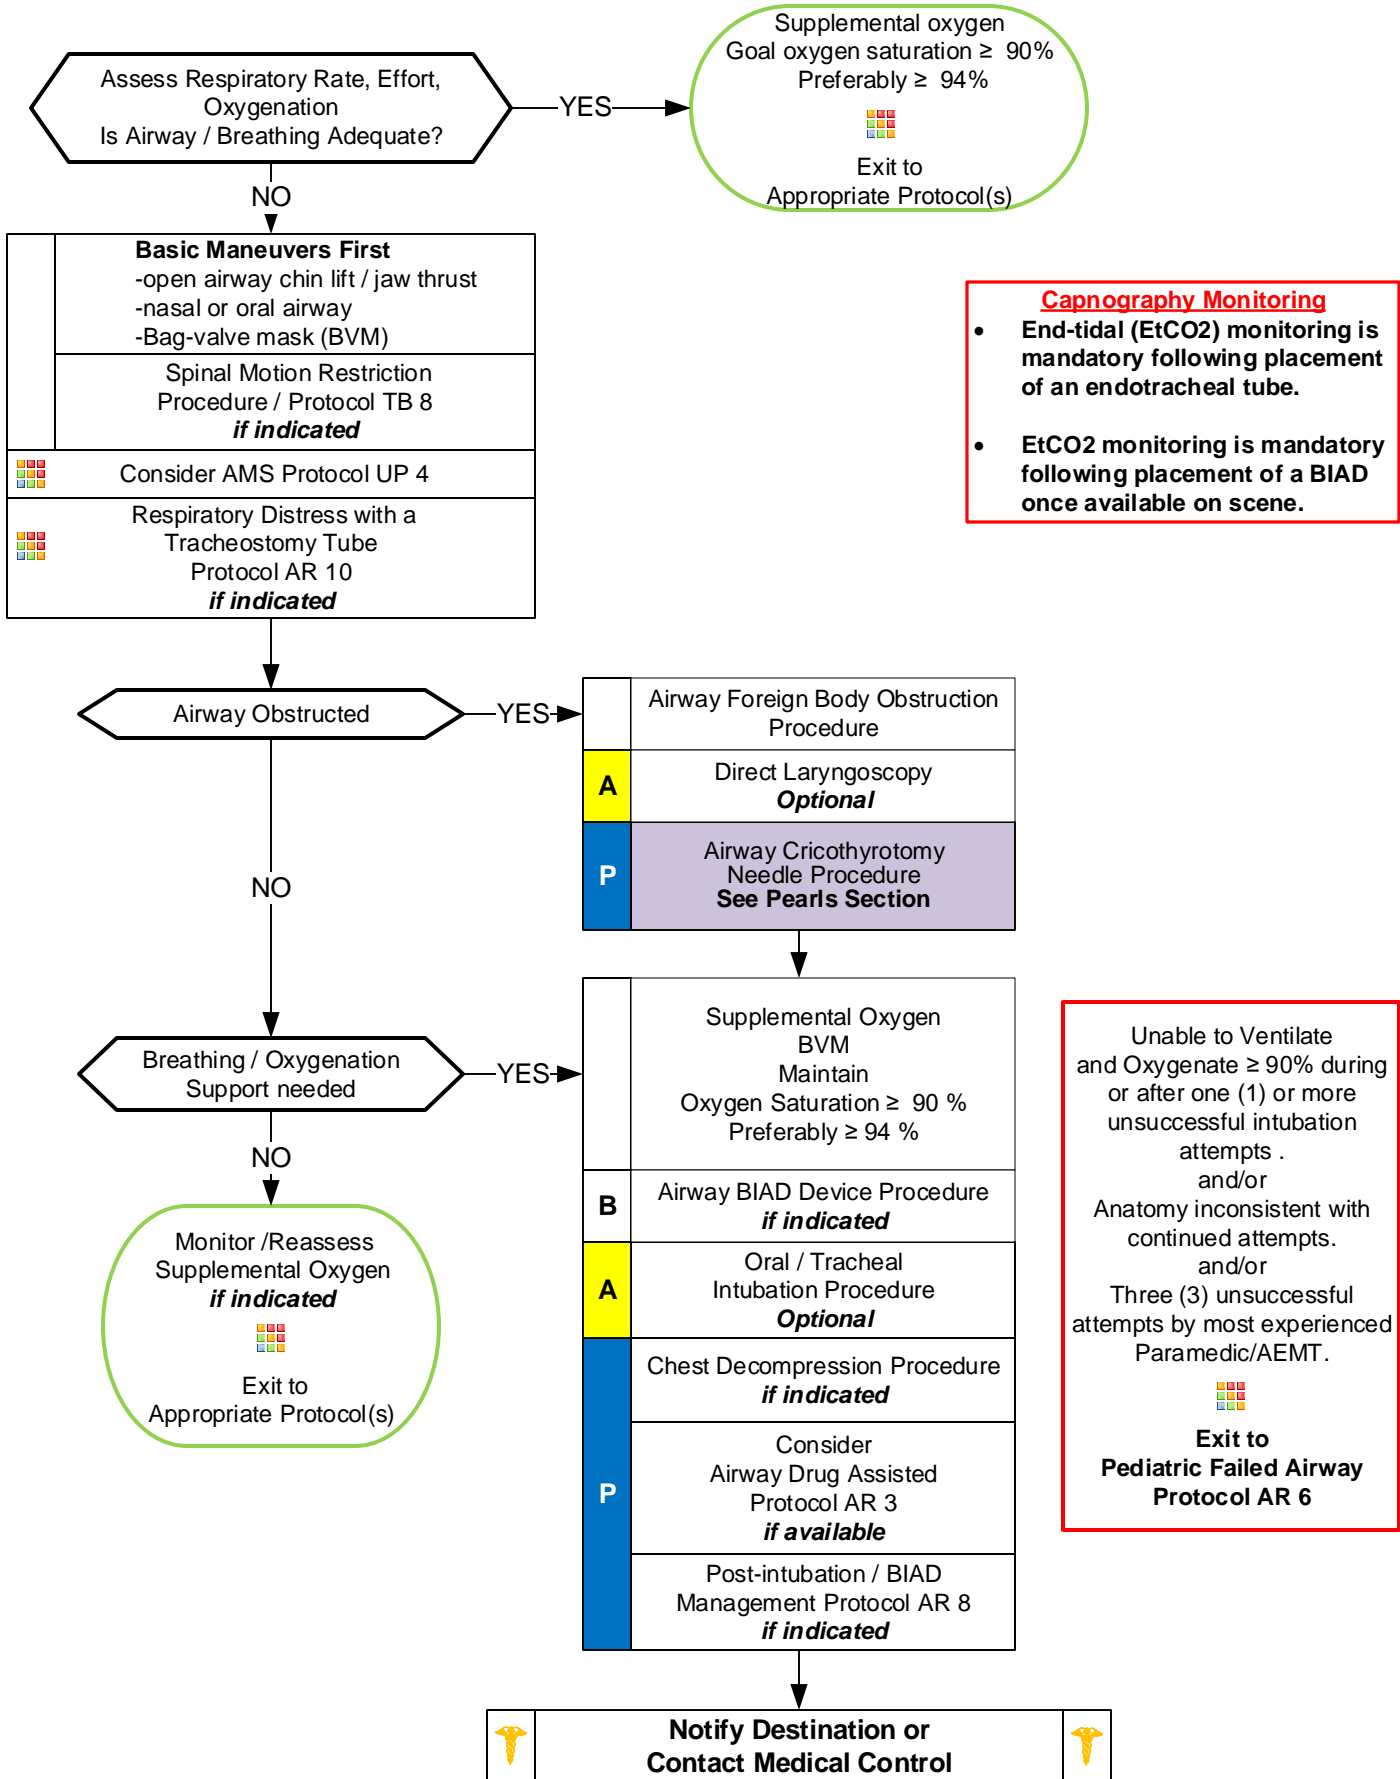 Assess Respiratory Rate, Effort,
Oxygenation
Is Airway / Breathing Adequate?
YES
Supplemental oxygen
Goal oxygen saturation ≥ 90%
Preferably ≥ 94%
Exit to
Appropriate Protocol(s)
NO
Basic Maneuvers First
-open airway chin lift / jaw thrust
-nasal or oral airway
-Bag-valve mask (BVM)
Spinal Motion Restriction
Procedure / Protocol TB 8
if indicated
Consider AMS Protocol UP 4
Respiratory Distress with a
Tracheostomy Tube
Protocol AR 10
if indicated
Capnography Monitoring
• End-tidal (EtCO2) monitoring is
mandatory following placement
of an endotracheal tube.
• EtCO2 monitoring is mandatory
following placement of a BIAD
once available on scene.
Airway Obstructed
YES
Airway Foreign Body Obstruction
Procedure
A
Direct Laryngoscopy
Optional
P
Airway Cricothyrotomy
Needle Procedure
See Pearls Section
NO
Breathing / Oxygenation
Support needed
YES
Supplemental Oxygen
BVM
Maintain
Oxygen Saturation ≥ 90 %
Preferably ≥ 94 %
B
Airway BIAD Device Procedure
if indicated
A
Oral / Tracheal
Intubation Procedure
Optional
P
Chest Decompression Procedure
if indicated
Consider
Airway Drug Assisted
Protocol AR 3
if available
Post-intubation / BIAD
Management Protocol AR 8
if indicated
NO
Monitor /Reassess
Supplemental Oxygen
if indicated
Exit to
Appropriate Protocol(s)
Unable to Ventilate
and Oxygenate ≥ 90% during
or after one (1) or more
unsuccessful intubation
attempts .
and/or
Anatomy inconsistent with
continued attempts.
and/or
Three (3) unsuccessful
attempts by most experienced
Paramedic/AEMT.
Exit to
Pediatric Failed Airway
Protocol AR 6
Notify Destination or
Contact Medical Control